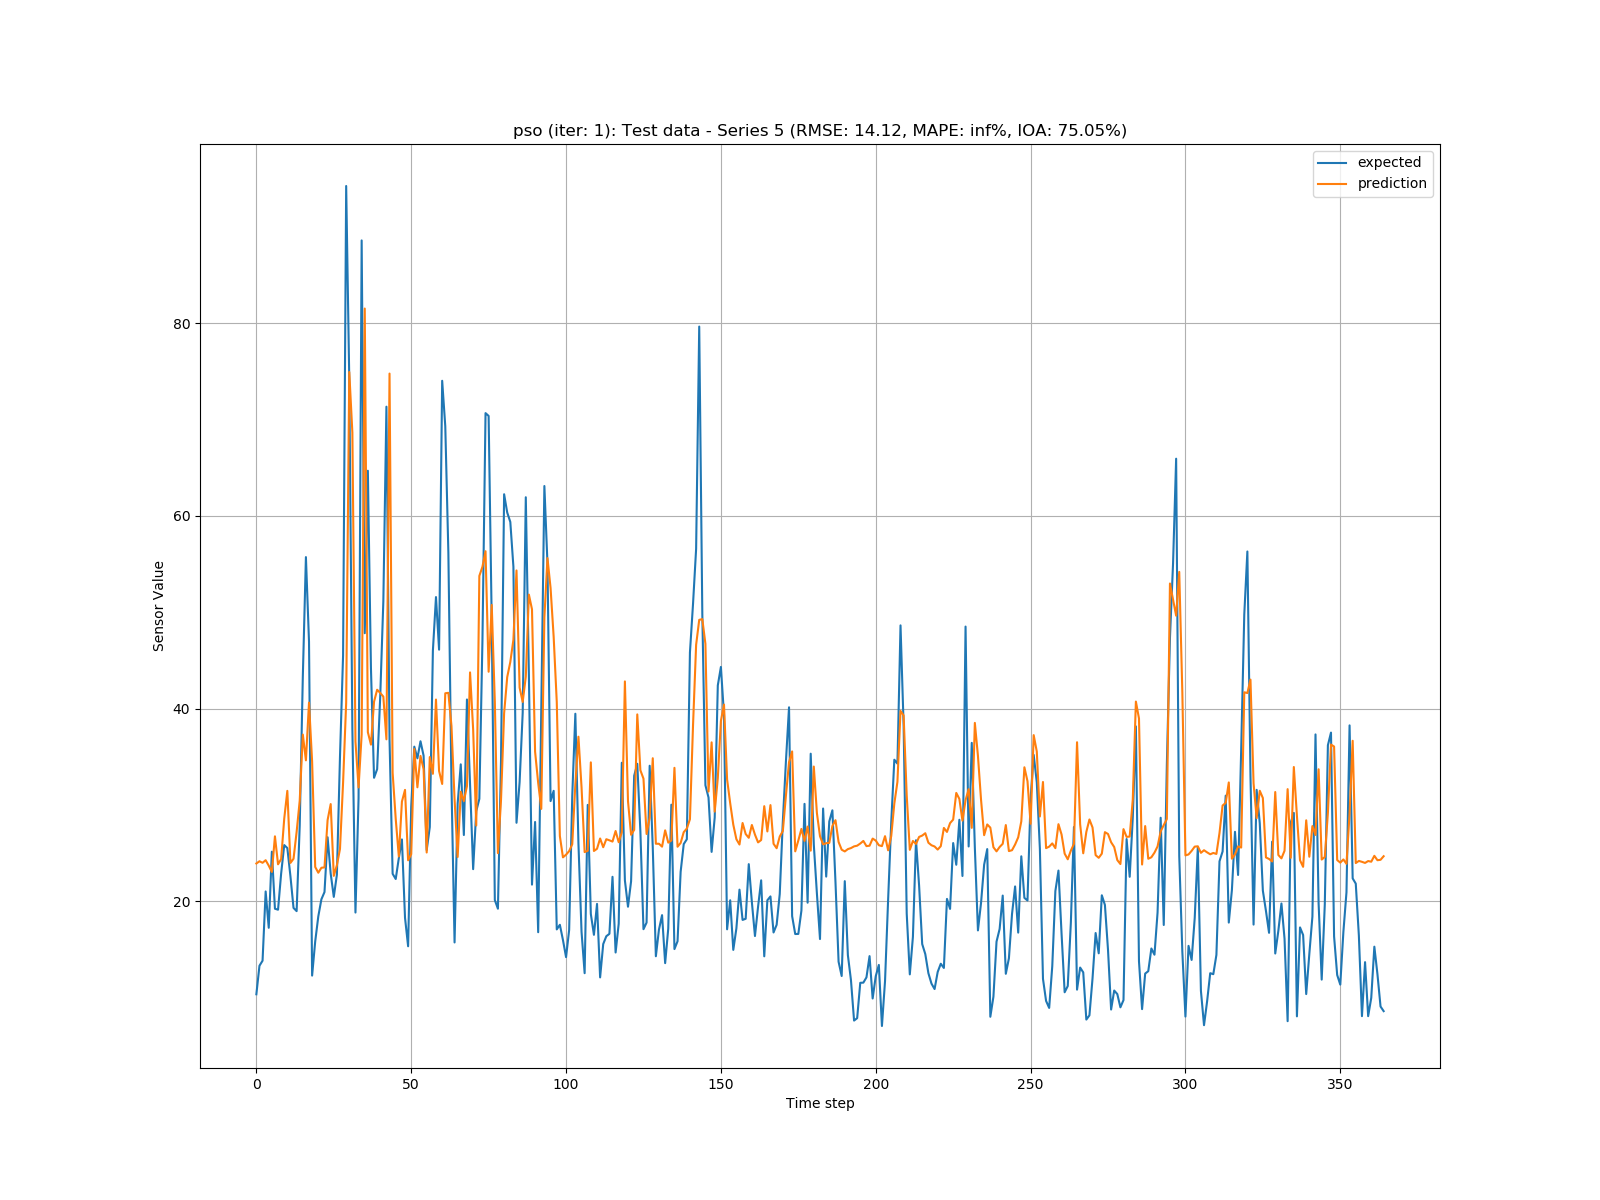 pso (iter: 1): Test data - Series 5 (RMSE: 14.12, MAPE: inf%, IOA: 75.05%)
expected
prediction
80
60
40
20
Sensor Value
0 50 100 150 200 250 300 350
Time step